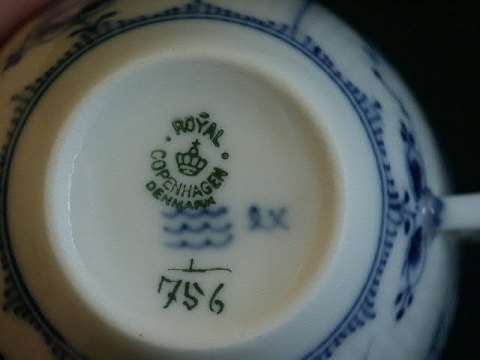 ROYAL
COPENHAGEN
DENMARK
1
756